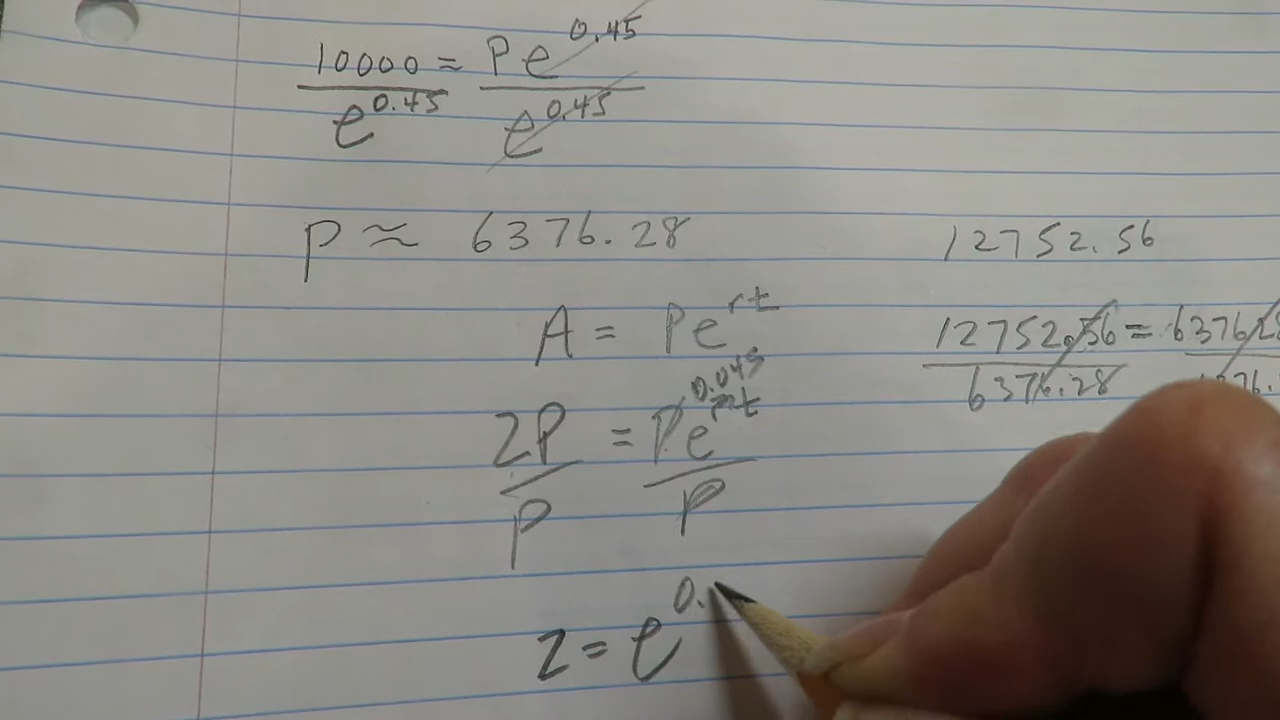 10000 = Pe^0.45
e^0.45 e^0.45
P ≈ 6376.28
12752.56
A = Pe^rt
12752.56 = 6376.28
6376.28
2P = Pe^0.045t
P P
2 = e^0.